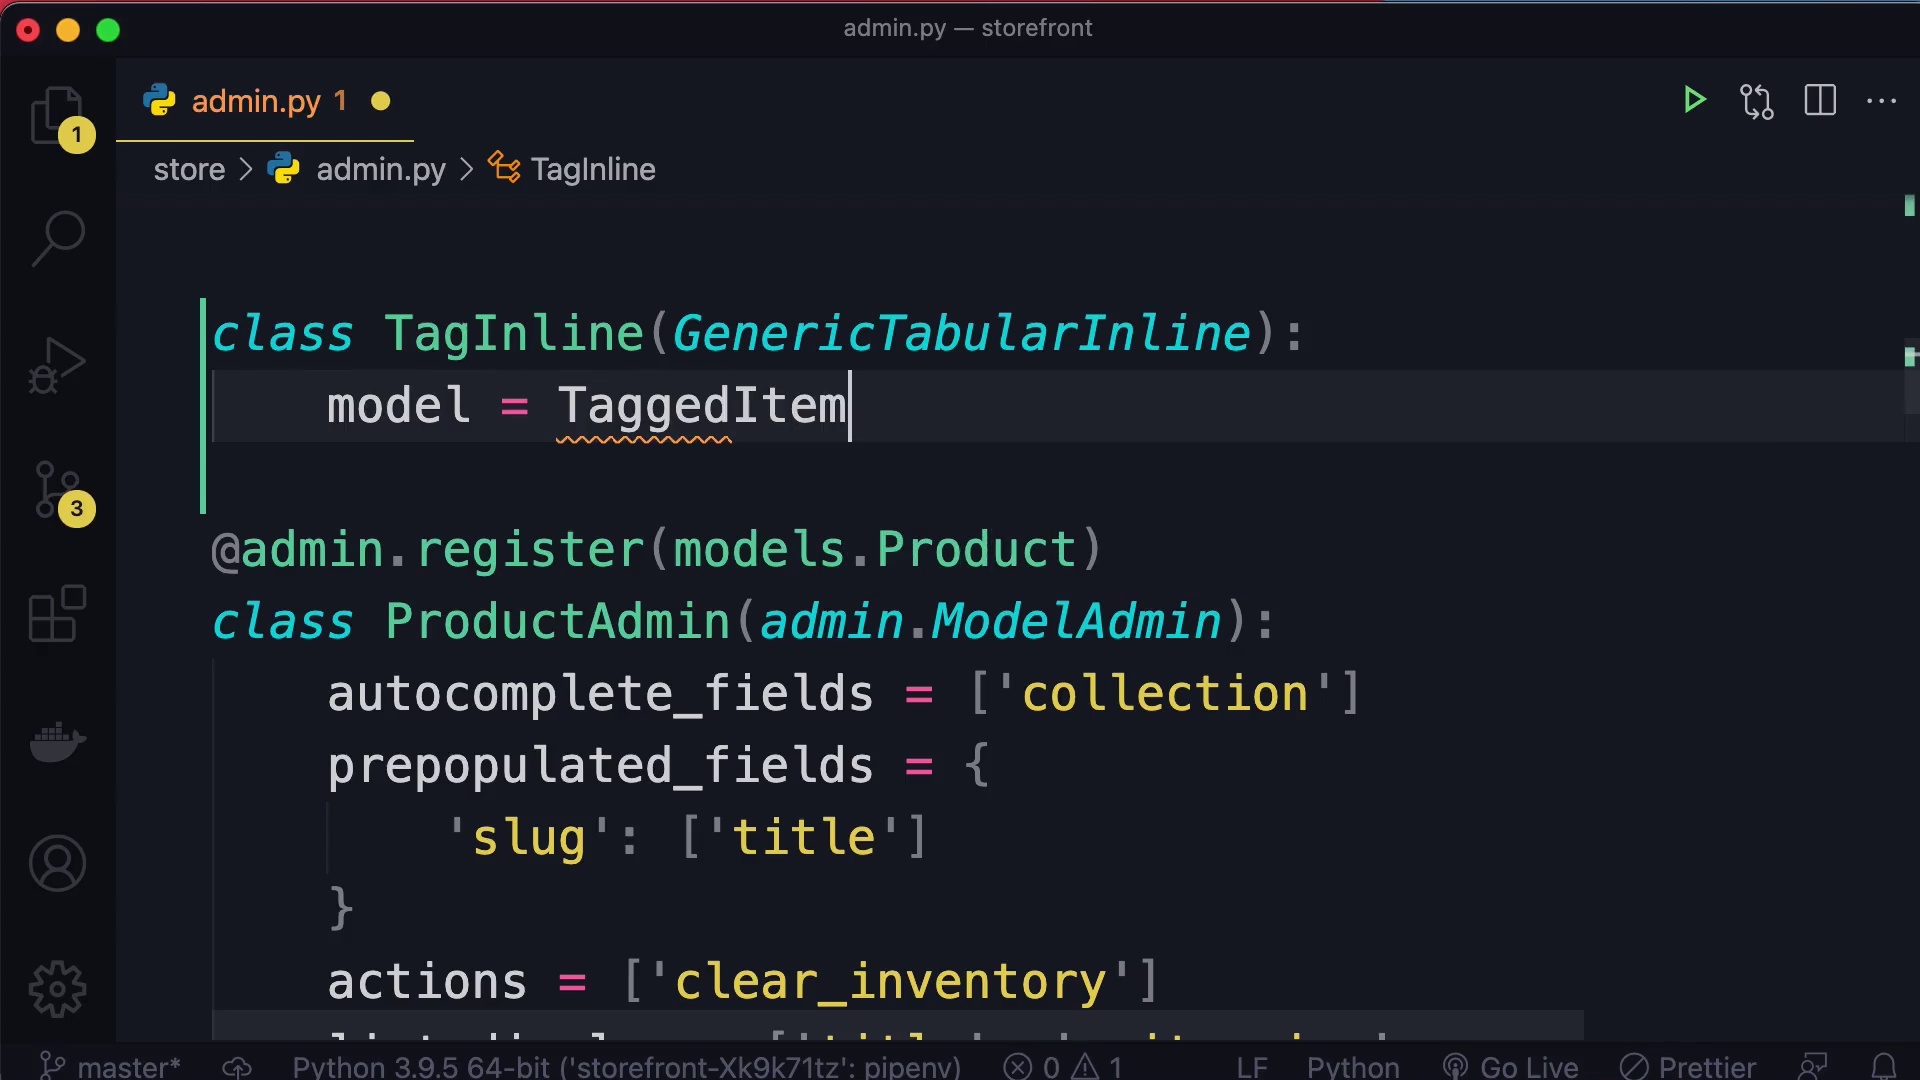 admin.py — storefront
admin.py 1
1
store > admin.py > TagInline
class TagInline(GenericTabularInline):
    model = TaggedItem
3
@admin.register(models.Product)
class ProductAdmin(admin.ModelAdmin):
    autocomplete_fields = ['collection']
    prepopulated_fields = {
        'slug': ['title']
    }
    actions = ['clear_inventory']
master* Python 3.9.5 64-bit ('storefront-Xk9k71tz': pipenv) 0 1 LF Python Go Live Prettier